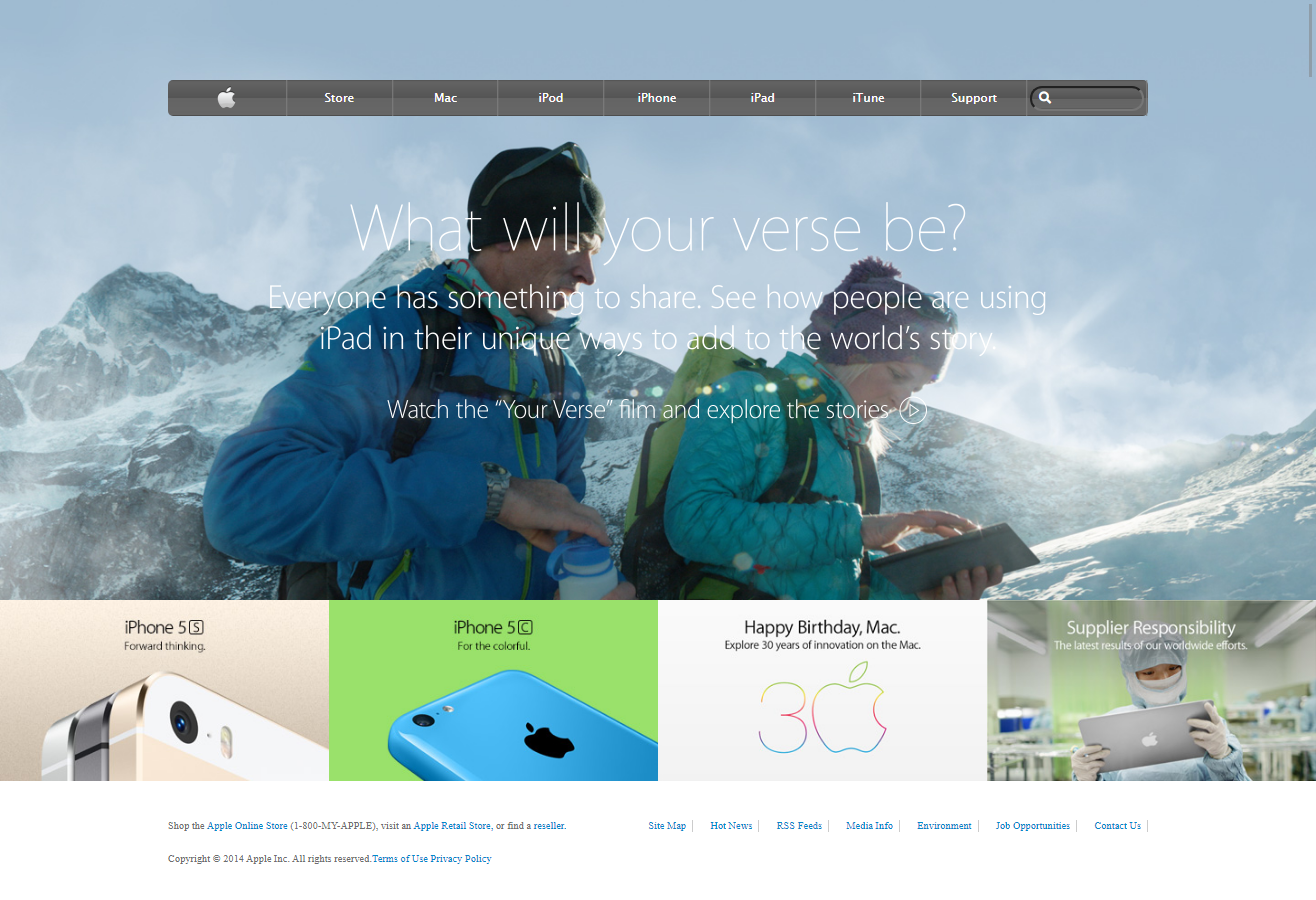 Store Mac iPod iPhone iPad iTune Support
What will your verse be?
Everyone has something to share. See how people are using
iPad in their unique ways to add to the world's story.
Watch the “Your Verse” film and explore the stories
iPhone 5S
Forward thinking.
iPhone 5C
For the colorful.
Happy Birthday, Mac.
Explore 30 years of innovation on the Mac.
30
Supplier Responsibility
The latest results of our worldwide efforts.
Shop the Apple Online Store (1-800-MY-APPLE), visit an Apple Retail Store, or find a reseller.
Site Map Hot News RSS Feeds Media Info Environment Job Opportunities Contact Us
Copyright © 2014 Apple Inc. All rights reserved.Terms of Use Privacy Policy